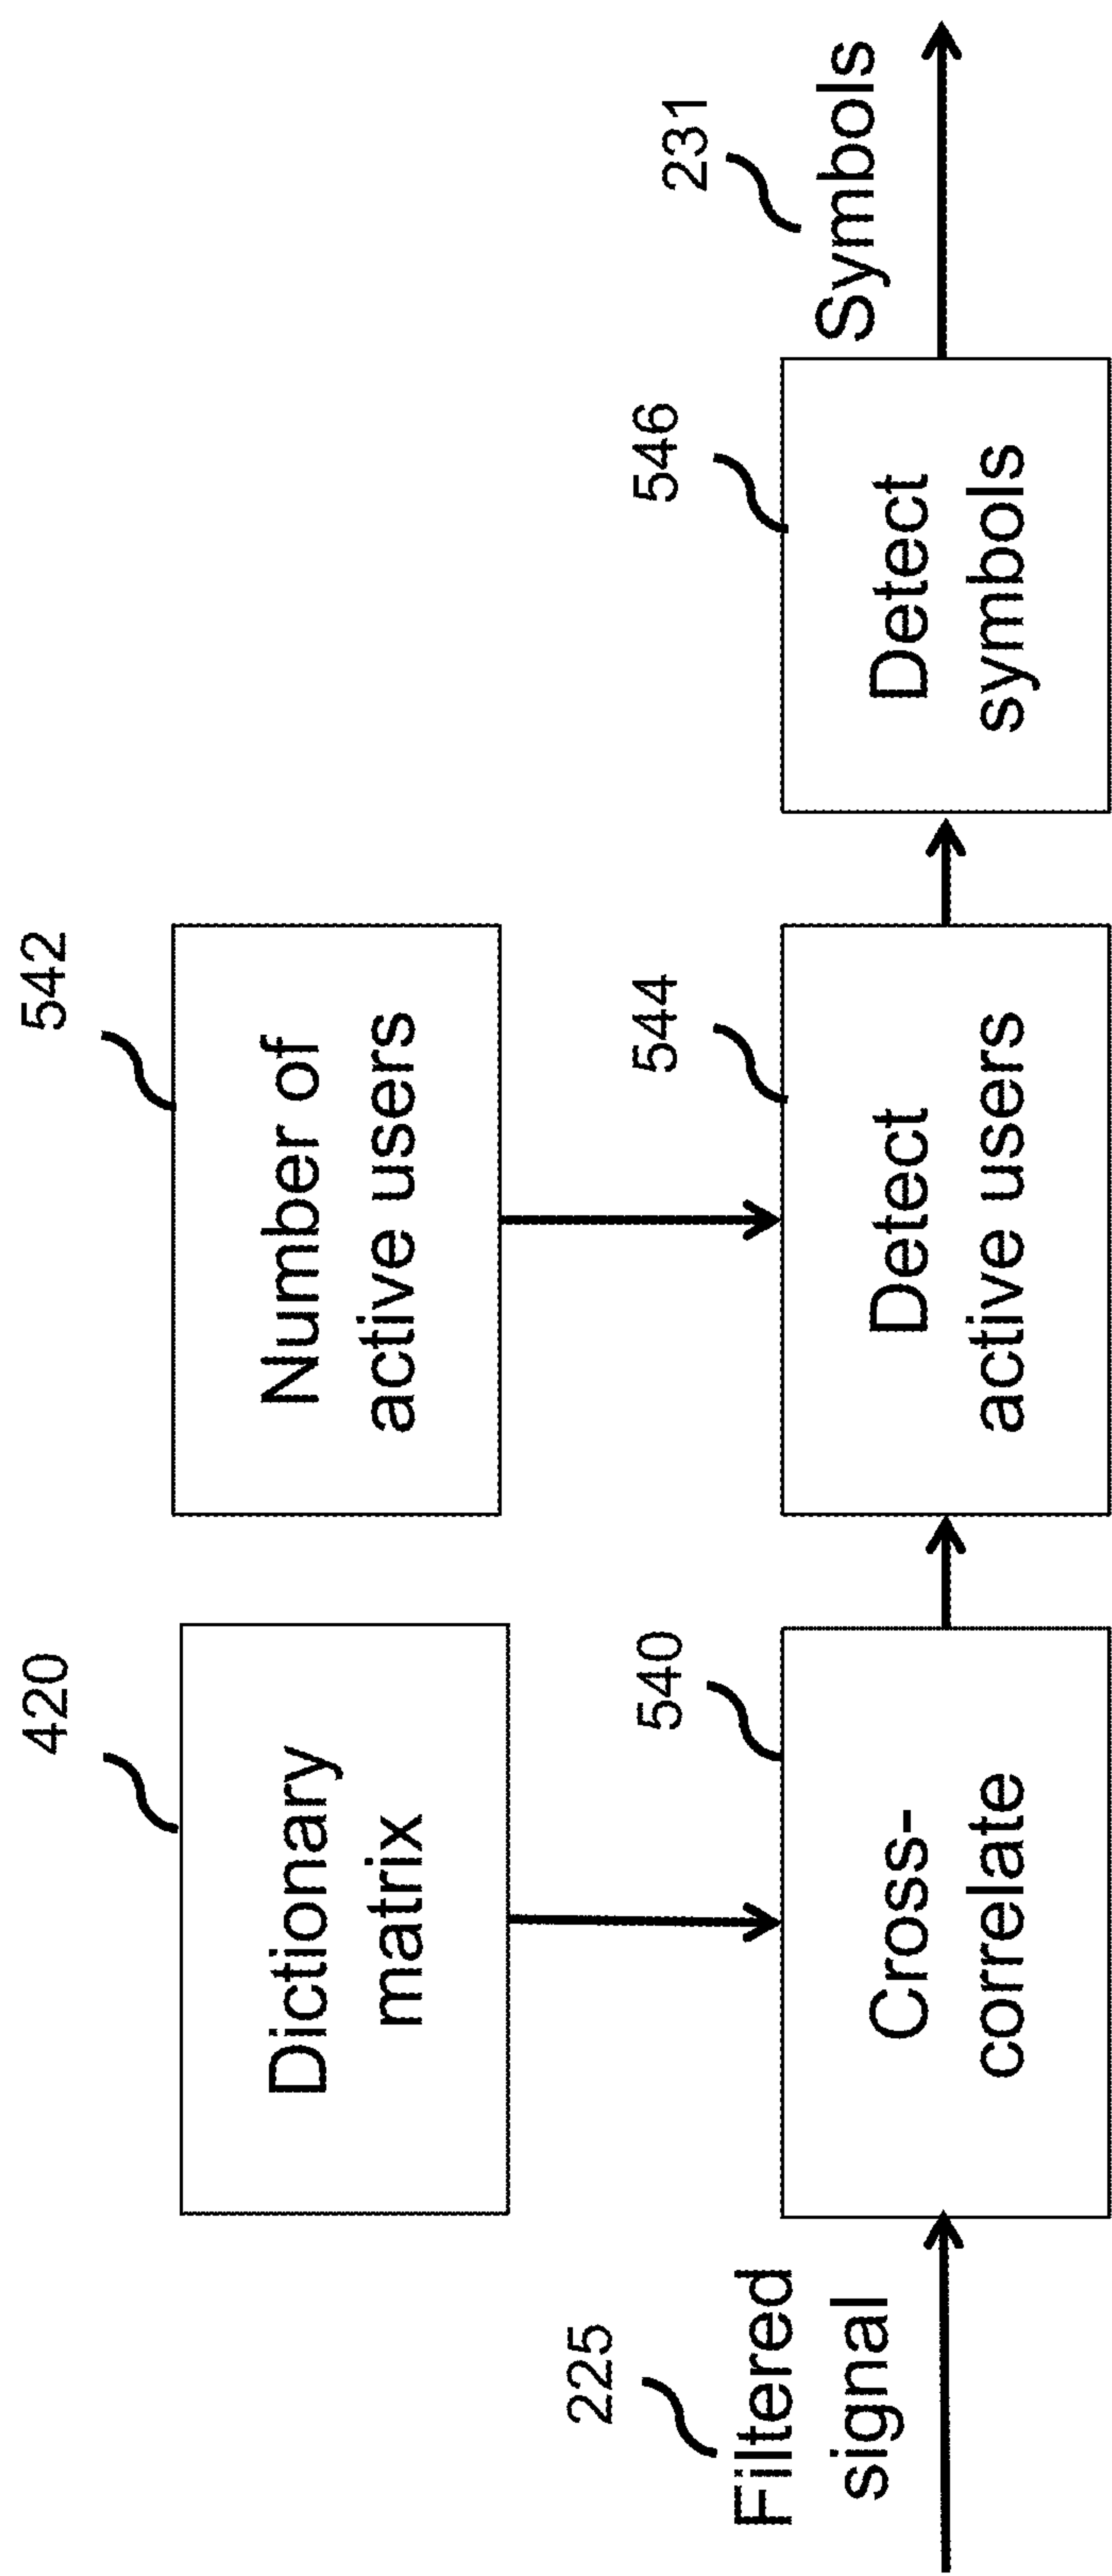 420
Dictionary
matrix
542
Number of
active users
225
Filtered
signal
540
Cross-
correlate
544
Detect
active users
546
Detect
symbols
231
Symbols